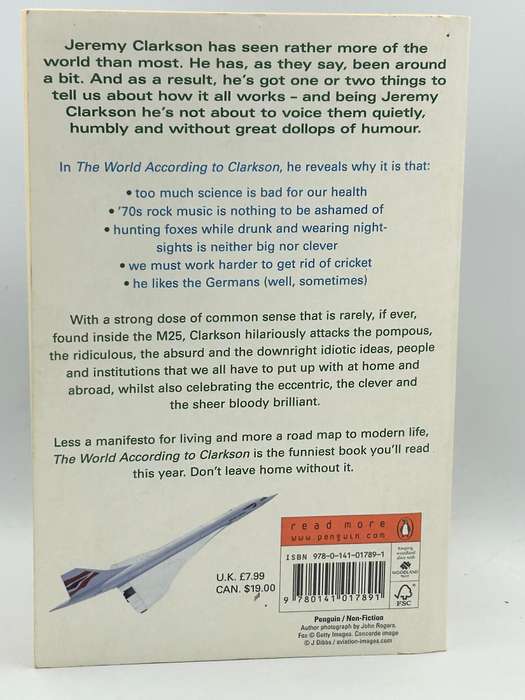 Jeremy Clarkson has seen rather more of the
world than most. He has, as they say, been around
a bit. And as a result, he's got one or two things to
tell us about how it all works – and being Jeremy
Clarkson he's not about to voice them quietly,
humbly and without great dollops of humour.
In The World According to Clarkson, he reveals why it is that:
• too much science is bad for our health
• '70s rock music is nothing to be ashamed of
• hunting foxes while drunk and wearing night-
sights is neither big nor clever
• we must work harder to get rid of cricket
• he likes the Germans (well, sometimes)
With a strong dose of common sense that is rarely, if ever,
found inside the M25, Clarkson hilariously attacks the pompous,
the ridiculous, the absurd and the downright idiotic ideas, people
and institutions that we all have to put up with at home and
abroad, whilst also celebrating the eccentric, the clever and
the sheer bloody brilliant.
Less a manifesto for living and more a road map to modern life,
The World According to Clarkson is the funniest book you'll read
this year. Don't leave home without it.
read more
www.penguin.com
ISBN 978-0-141-01789-1
9 780141 017891
U.K. £7.99
CAN. $19.00
WOODLAND
FSC
Penguin / Non-Fiction
Author photograph by John Rogers,
Fox © Getty Images. Concorde image
© J Dibbs / aviation-images.com